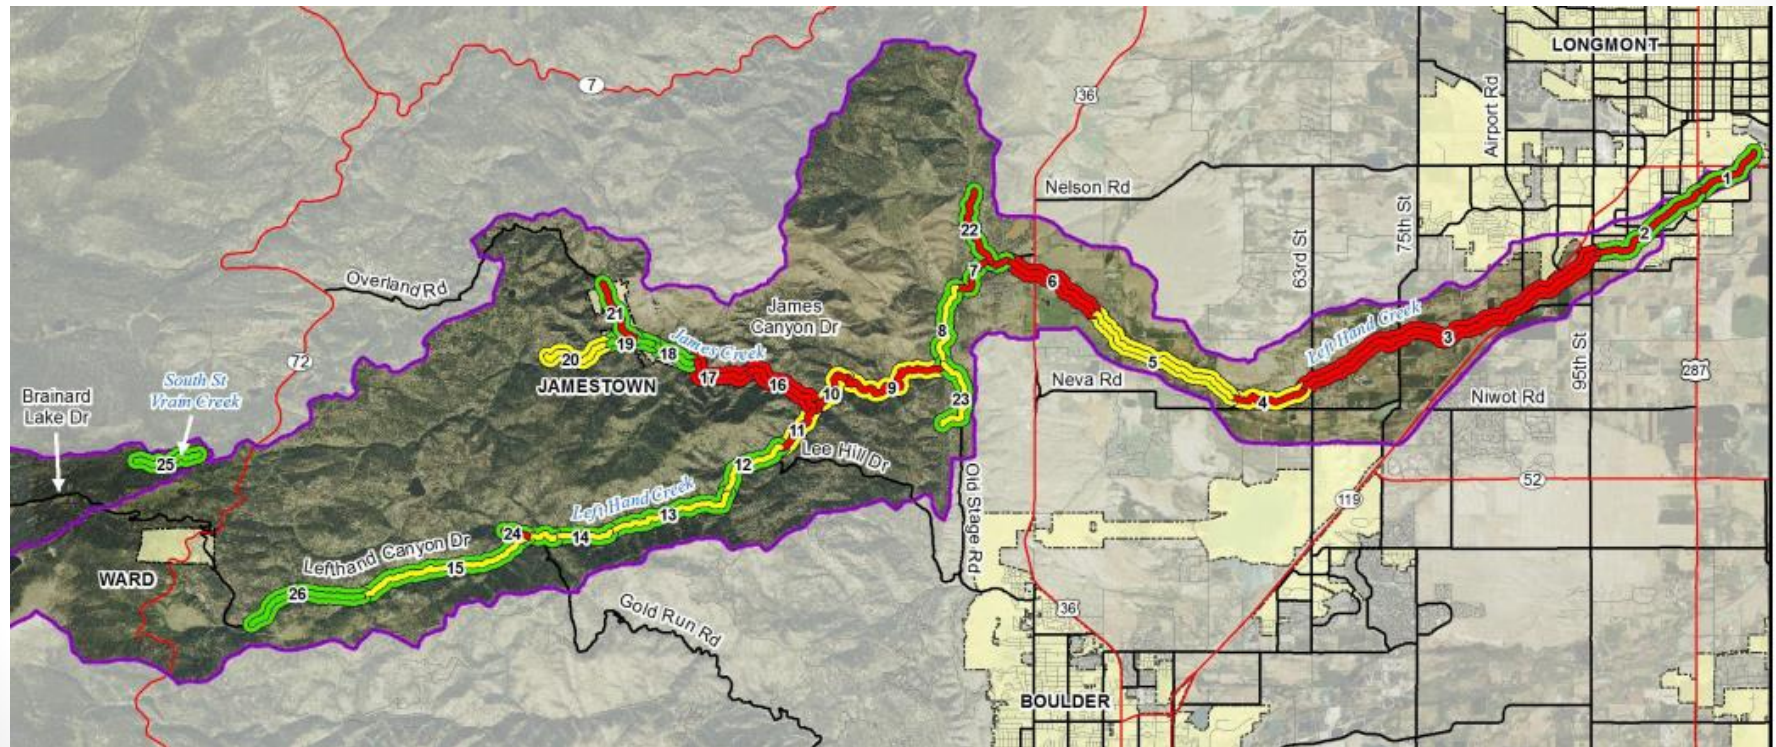 LONGMONT
7
36
Airport Rd
Nelson Rd
1
2
22
63rd St
75th St
Overland Rd
7
6
James
Canyon Dr
21
8
Left Hand Creek
3
James Creek
19
18
20
5
95th St
72
17
16
JAMESTOWN
10
9
Neva Rd
287
South St
Vrain Creek
Brainard
Lake Dr
23
4
Niwot Rd
11
Lee Hill Dr
25
12
Left Hand Creek
13
52
Old Stage Rd
119
24
14
Lefthand Canyon Dr
15
WARD
26
Gold Run Rd
36
BOULDER